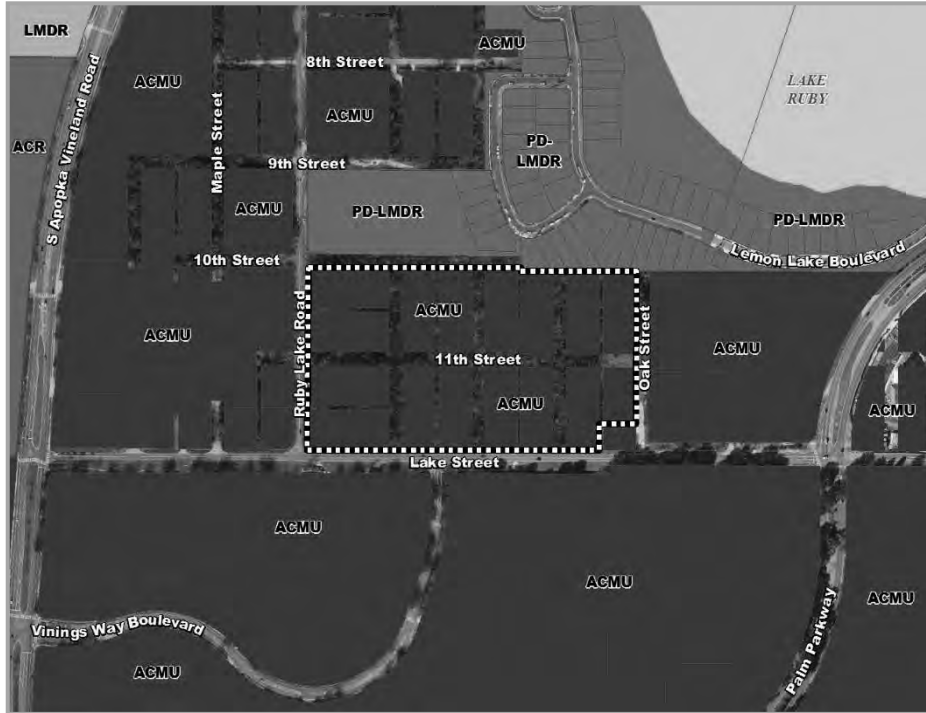 LMDR
ACMU
8th Street
LAKE
RUBY
ACMU
S Apopka Vineland Road
Maple Street
ACMU
PD-
LMDR
ACR
9th Street
ACMU
PD-LMDR
PD-LMDR
Lemon Lake Boulevard
10th Street
ACMU
Ruby Lake Road
ACMU
11th Street
Oak Street
ACMU
ACMU
ACMU
Lake Street
ACMU
ACMU
ACMU
Vinings Way Boulevard
ACMU
Palm Parkway